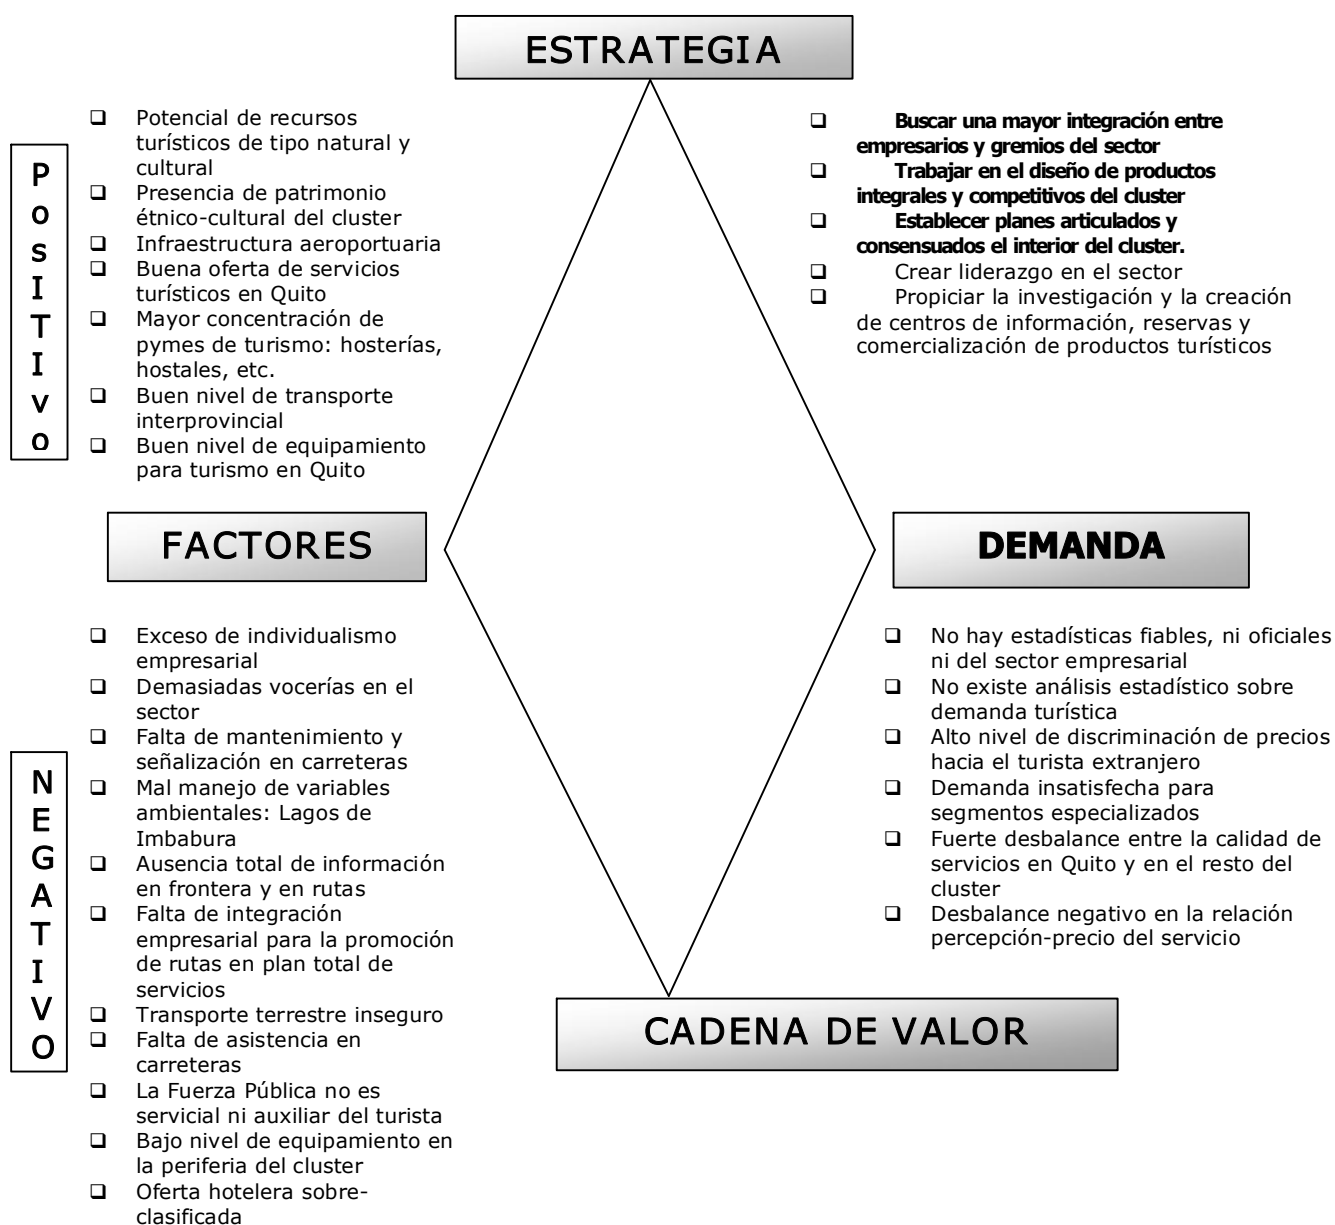 ESTRATEGIA
PoSITIvo
❑ Potencial de recursos
turísticos de tipo natural y
cultural
❑ Presencia de patrimonio
étnico-cultural del cluster
❑ Infraestructura aeroportuaria
❑ Buena oferta de servicios
turísticos en Quito
❑ Mayor concentración de
pymes de turismo: hosterías,
hostales, etc.
❑ Buen nivel de transporte
interprovincial
❑ Buen nivel de equipamiento
para turismo en Quito
❑ Buscar una mayor integración entre
empresarios y gremios del sector
❑ Trabajar en el diseño de productos
integrales y competitivos del cluster
❑ Establecer planes articulados y
consensuados el interior del cluster.
❑ Crear liderazgo en el sector
❑ Propiciar la investigación y la creación
de centros de información, reservas y
comercialización de productos turísticos
FACTORES
DEMANDA
NEGATIVO
❑ Exceso de individualismo
empresarial
❑ Demasiadas vocerías en el
sector
❑ Falta de mantenimiento y
señalización en carreteras
❑ Mal manejo de variables
ambientales: Lagos de
Imbabura
❑ Ausencia total de información
en frontera y en rutas
❑ Falta de integración
empresarial para la promoción
de rutas en plan total de
servicios
❑ Transporte terrestre inseguro
❑ Falta de asistencia en
carreteras
❑ La Fuerza Pública no es
servicial ni auxiliar del turista
❑ Bajo nivel de equipamiento en
la periferia del cluster
❑ Oferta hotelera sobre-
clasificada
❑ No hay estadísticas fiables, ni oficiales
ni del sector empresarial
❑ No existe análisis estadístico sobre
demanda turística
❑ Alto nivel de discriminación de precios
hacia el turista extranjero
❑ Demanda insatisfecha para
segmentos especializados
❑ Fuerte desbalance entre la calidad de
servicios en Quito y en el resto del
cluster
❑ Desbalance negativo en la relación
percepción-precio del servicio
CADENA DE VALOR